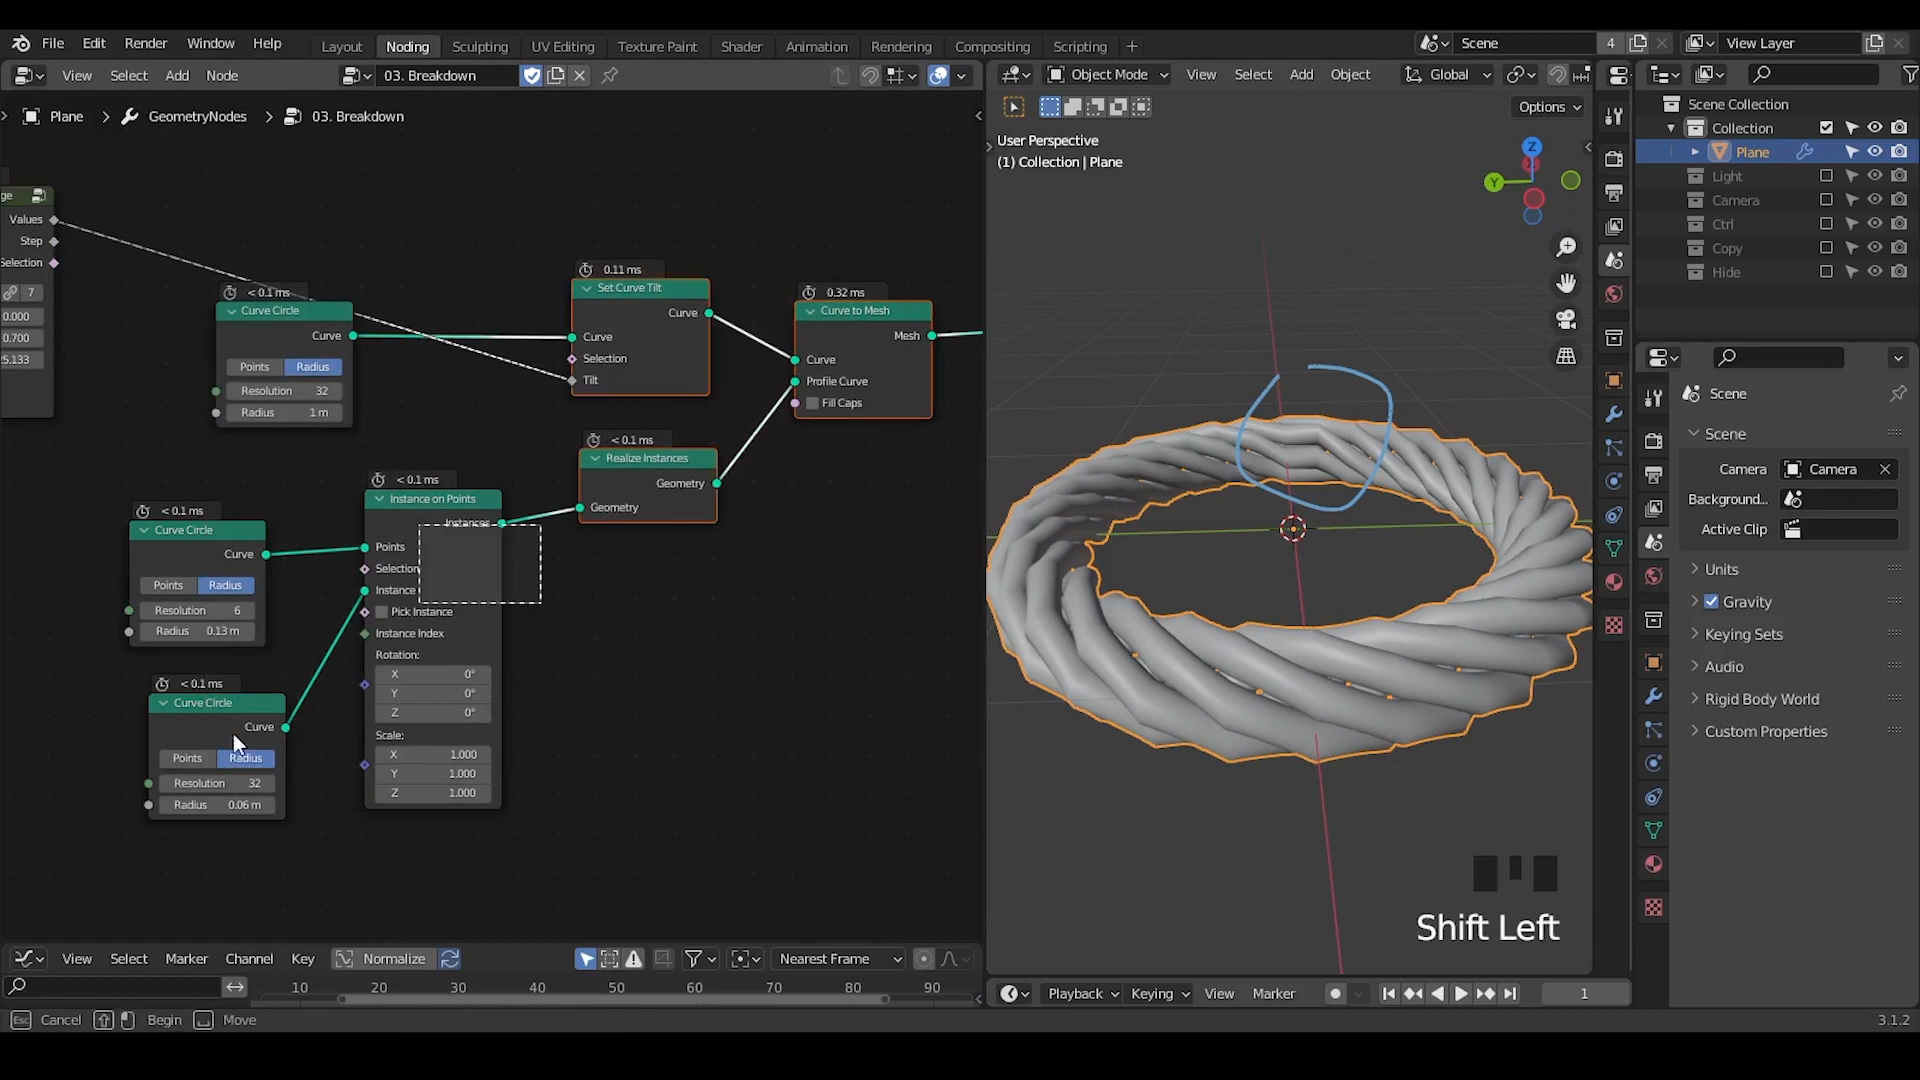 File Edit Render Window Help Layout Noding Sculpting UV Editing Texture Paint Shader Animation Rendering Compositing Scripting + Scene 4 View Layer
View Select Add Node 03. Breakdown Object Mode View Select Add Object Global
Options
Plane > GeometryNodes > 03. Breakdown
User Perspective
(1) Collection | Plane
Z
Y
Scene Collection
Collection
Plane
Light
Camera
Ctrl
Copy
Hide
ge
Values
Step
Selection
7
0.000
0.700
25.133
< 0.1 ms
Curve Circle
Curve
Points Radius
Resolution 32
Radius 1 m
0.11 ms
Set Curve Tilt
Curve
Curve
Selection
Tilt
0.32 ms
Curve to Mesh
Mesh
Curve
Profile Curve
Fill Caps
< 0.1 ms
Realize Instances
Geometry
Geometry
< 0.1 ms
Instance on Points
Instances
Points
Selection
Instance
Pick Instance
Instance Index
Rotation:
X 0°
Y 0°
Z 0°
Scale:
X 1.000
Y 1.000
Z 1.000
< 0.1 ms
Curve Circle
Curve
Points Radius
Resolution 6
Radius 0.13 m
< 0.1 ms
Curve Circle
Curve
Points Radius
Resolution 32
Radius 0.06 m
Scene
Scene
Camera Camera
Background...
Active Clip
Units
Gravity
Keying Sets
Audio
Rigid Body World
Custom Properties
Shift Left
View Select Marker Channel Key Normalize Nearest Frame
10 20 30 40 50 60 70 80 90
Playback Keying View Marker 1
Esc Cancel Begin Move 3.1.2